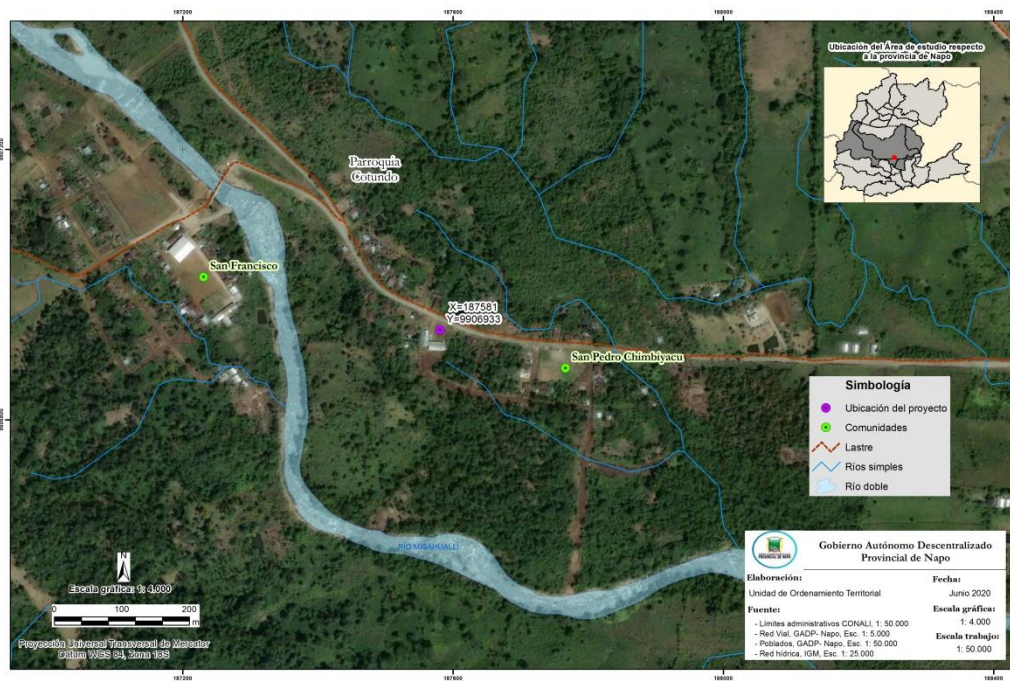 187200
187600
188000
188400
Ubicación del Área de estudio respecto
a la provincia de Napo
Parroquia
Cotundo
San Francisco
X=187581
Y=9906933
San Pedro Chimbiyacu
Simbología
Ubicación del proyecto
Comunidades
Lastre
Ríos simples
Río doble
RÍO MISAHUALLI
N
Escala gráfica: 1: 4.000
0 100 200
m
Proyección Universal Transversal de Mercator
Datum WGS 84, Zona 18S
PROVINCIAL DE NAPO
Gobierno Autónomo Descentralizado
Provincial de Napo
Elaboración:
Unidad de Ordenamiento Territorial
Fecha:
Junio 2020
Fuente:
- Límites administrativos CONALI, 1: 50.000
- Red Vial, GADP- Napo, Esc. 1: 5.000
- Poblados, GADP- Napo, Esc. 1: 50.000
- Red hídrica, IGM, Esc. 1: 25.000
Escala gráfica:
1: 4.000
Escala trabajo:
1: 50.000
187200
187600
188000
188400